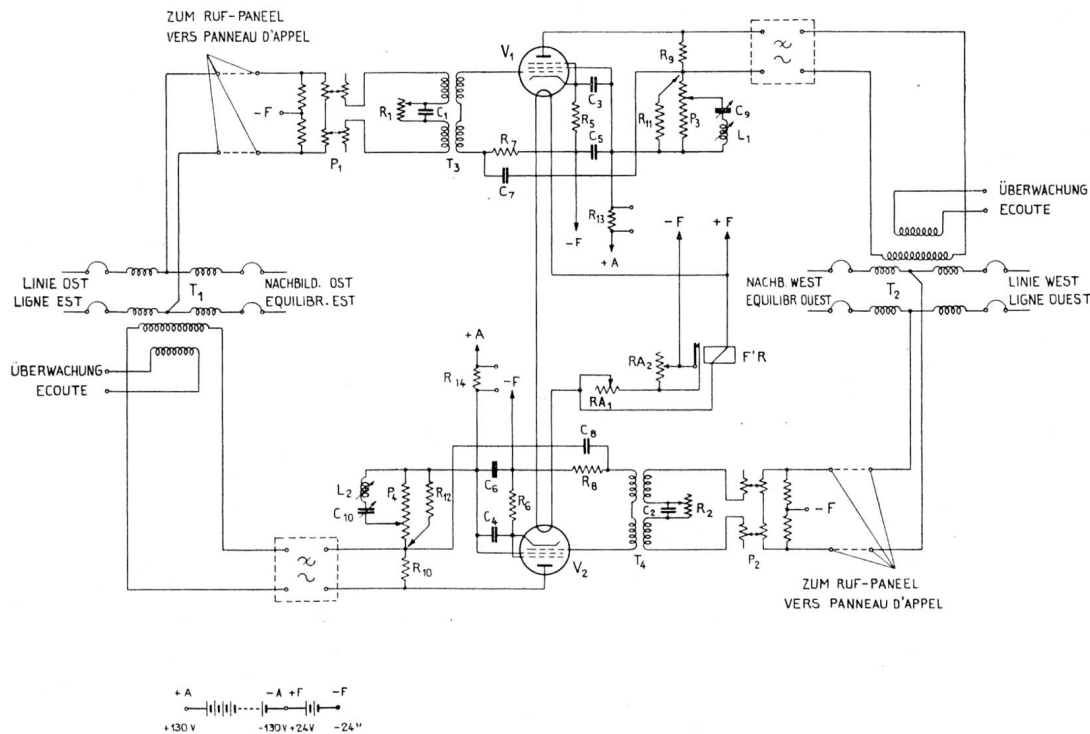 ZUM RUF-PANEEL
VERS PANNEAU D'APPEL
-F
P1
R1
C1
T3
V1
R7
C7
R5
C3
C5
-F
R13
+A
R9
R11
P3
C9
L1
ÜBERWACHUNG
ECOUTE
LINIE OST
LIGNE EST
T1
NACHBILD. OST
EQUILIBR. EST
ÜBERWACHUNG
ECOUTE
-F
+F
NACHB. WEST
EQUILIBR OUEST
T2
LINIE WEST
LIGNE OUEST
+A
R14
-F
RA2
F'R
RA1
L2
C10
P4
R12
R10
C6
C4
R6
C8
R8
V2
T4
C2
R2
P2
-F
ZUM RUF-PANEEL
VERS PANNEAU D'APPEL
+A -A +F -F
+130 V -130V +24V -24V